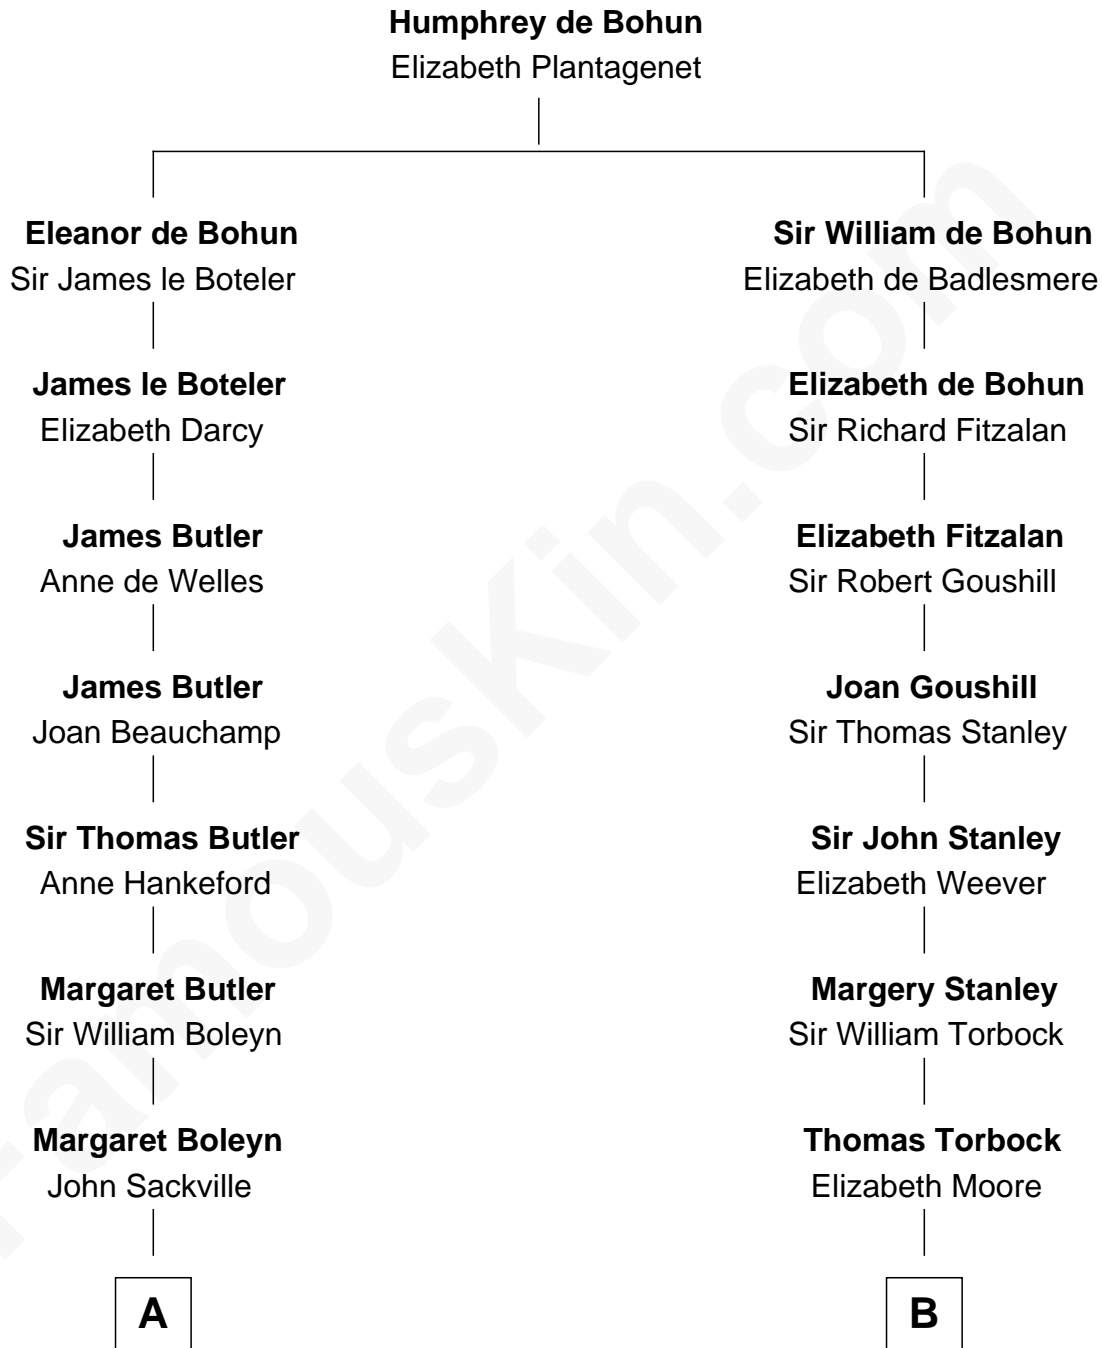 Humphrey de Bohun
Elizabeth Plantagenet
Eleanor de Bohun
Sir James le Boteler
James le Boteler
Elizabeth Darcy
James Butler
Anne de Welles
James Butler
Joan Beauchamp
Sir Thomas Butler
Anne Hankeford
Margaret Butler
Sir William Boleyn
Margaret Boleyn
John Sackville
A
Sir William de Bohun
Elizabeth de Badlesmere
Elizabeth de Bohun
Sir Richard Fitzalan
Elizabeth Fitzalan
Sir Robert Goushill
Joan Goushill
Sir Thomas Stanley
Sir John Stanley
Elizabeth Weever
Margery Stanley
Sir William Torbock
Thomas Torbock
Elizabeth Moore
B
FamousKin.com